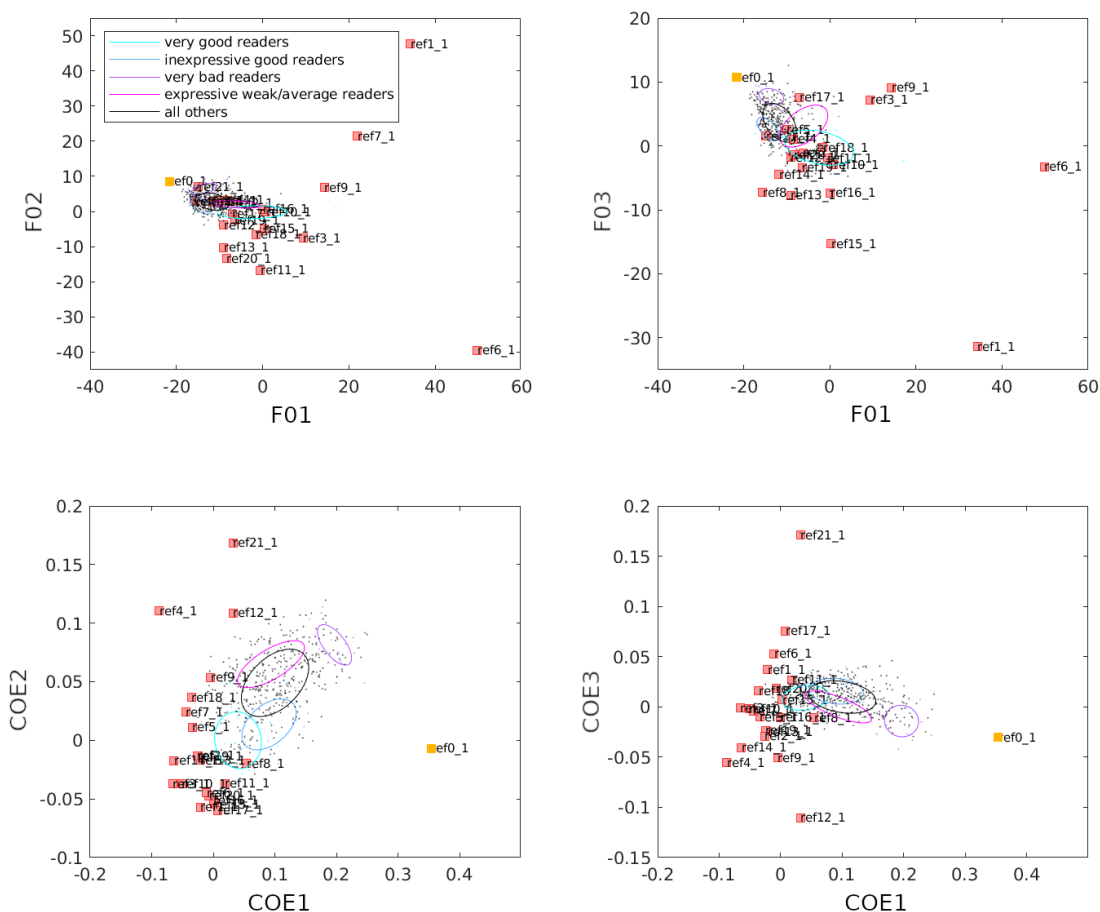 50
40
30
20
10
0
-10
-20
-30
-40
F02
-40
-20
0
20
40
60
F01
very good readers
inexpressive good readers
very bad readers
expressive weak/average readers
all others
ref1_1
ref7_1
ef0_1
ref21_1
ref9_1
ref16_1
ref10_1
ref17_1
ref19_1
ref12_1
ref15_1
ref18_1
ref3_1
ref13_1
ref20_1
ref11_1
ref6_1
20
10
0
-10
-20
-30
F03
-40
-20
0
20
40
60
F01
ef0_1
ref9_1
ref17_1
ref3_1
ref5_1
ref4_1
ref18_1
ref11_1
ref10_1
ref19_1
ref14_1
ref6_1
ref8_1
ref13_1
ref16_1
ref15_1
ref1_1
0.2
0.15
0.1
0.05
0
-0.05
-0.1
COE2
-0.2
-0.1
0
0.1
0.2
0.3
0.4
COE1
ref21_1
ref4_1
ref12_1
ref9_1
ref18_1
ref7_1
ref5_1
ef0_1
ref8_1
ref11_1
ref17_1
0.2
0.15
0.1
0.05
0
-0.05
-0.1
-0.15
COE3
-0.2
-0.1
0
0.1
0.2
0.3
0.4
COE1
ref21_1
ref17_1
ref6_1
ref1_1
ref11_1
ref15_1
ref8_1
ref14_1
ref9_1
ref4_1
ef0_1
ref12_1